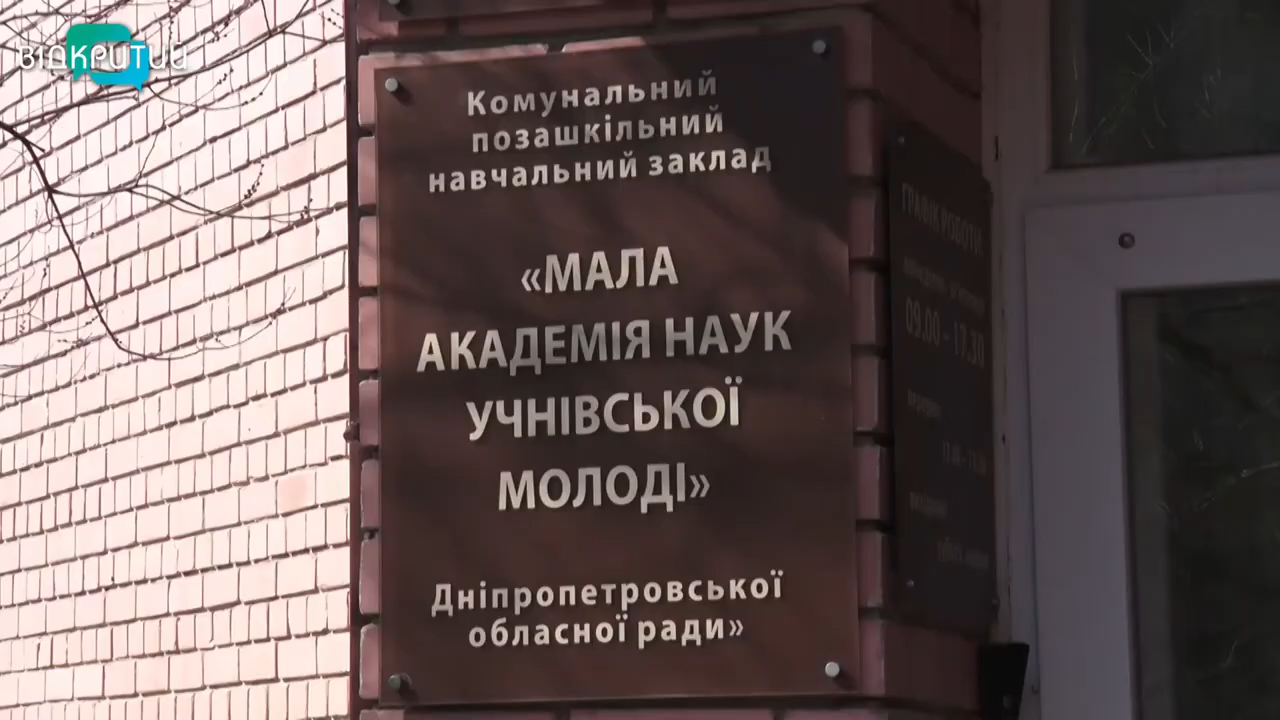 ВІДКРИТИЙ
Комунальний
позашкільний
навчальний заклад
«МАЛА
АКАДЕМІЯ НАУК
УЧНІВСЬКОЇ
МОЛОДІ»
Дніпропетровської
обласної ради»
ГРАФІК РОБОТИ
09.00 - 17.30